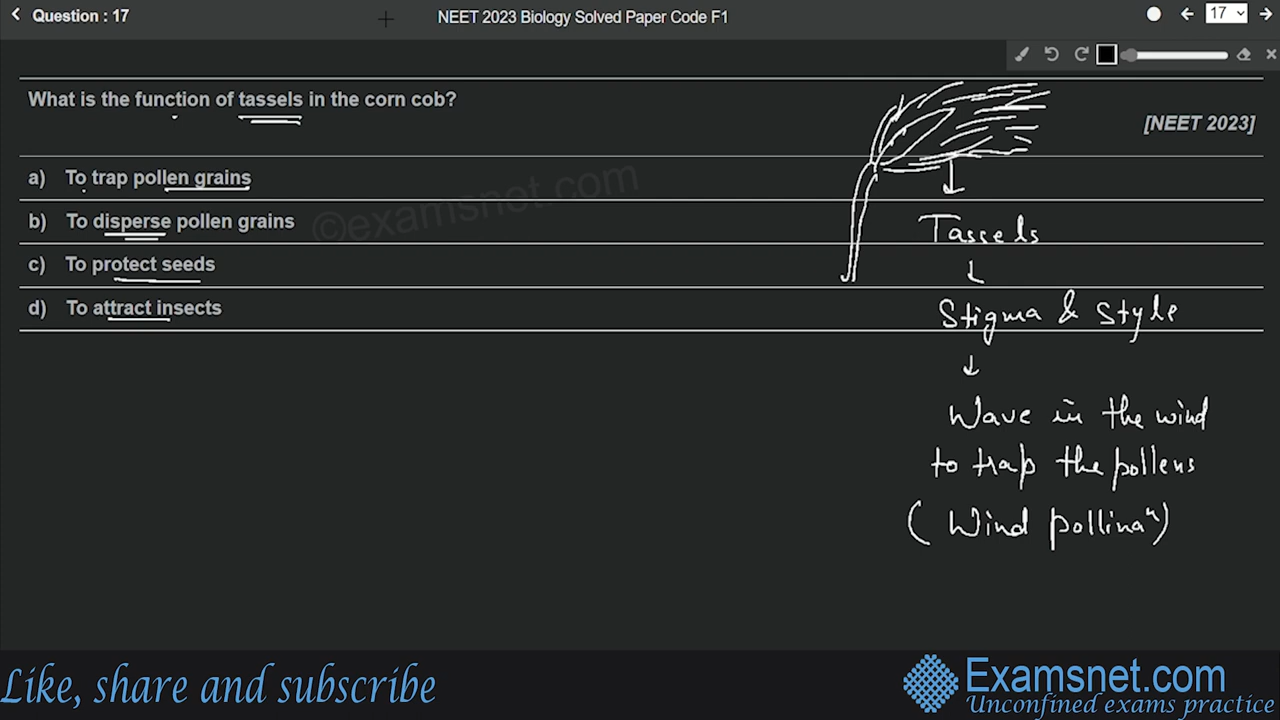 Question : 17
NEET 2023 Biology Solved Paper Code F1
17
What is the function of tassels in the corn cob?
[NEET 2023]
a) To trap pollen grains
b) To disperse pollen grains
c) To protect seeds
d) To attract insects
©examsnet.com
Tassels
Stigma & Style
Wave in the wind
to trap the pollens
(Wind pollinaⁿ)
Like, share and subscribe
Examsnet.com
Unconfined exams practice